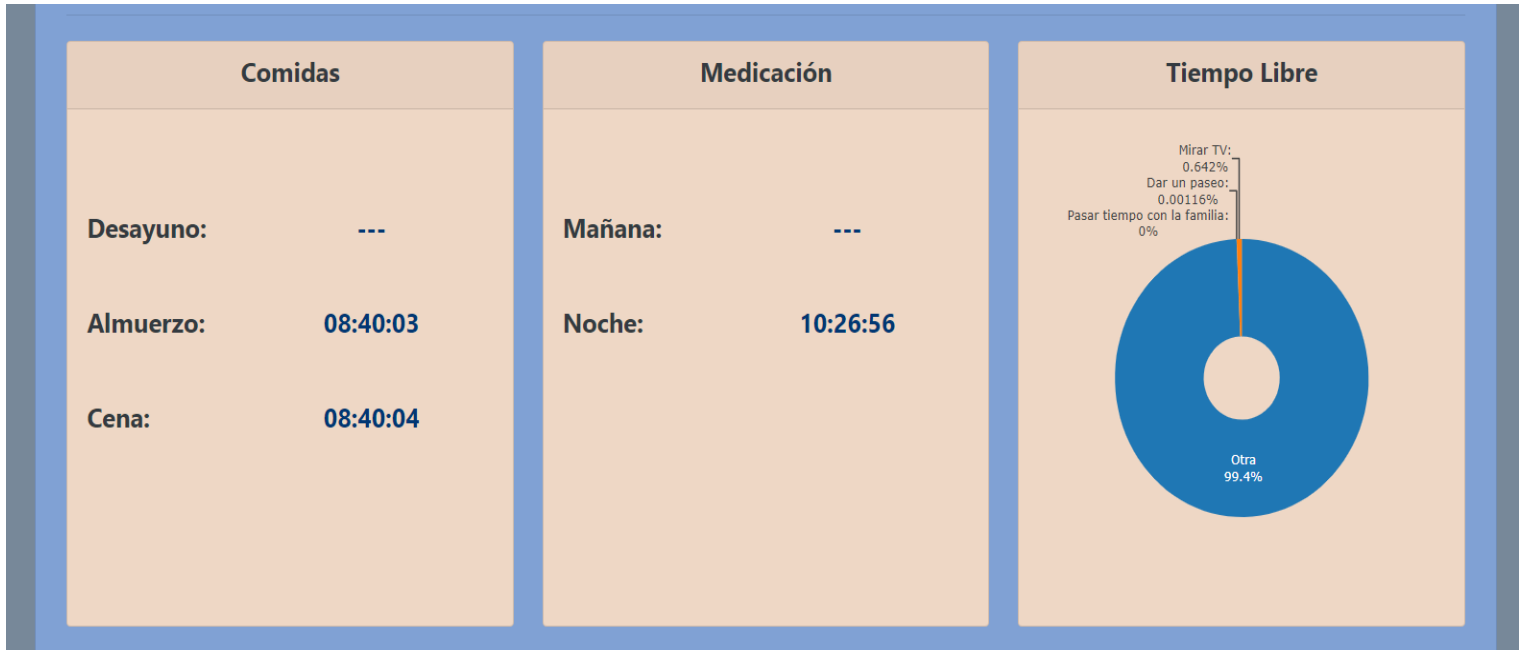 Comidas
Desayuno: ---
Almuerzo: 08:40:03
Cena: 08:40:04
Medicación
Mañana: ---
Noche: 10:26:56
Tiempo Libre
Mirar TV:
0.642%
Dar un paseo:
0.00116%
Pasar tiempo con la familia:
0%
Otra
99.4%